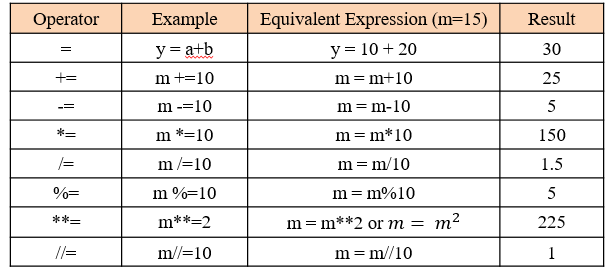 Operator Example Equivalent Expression (m=15) Result
= y = a+b y = 10 + 20 30
+= m +=10 m = m+10 25
-= m -=10 m = m-10 5
*= m *=10 m = m*10 150
/= m /=10 m = m/10 1.5
%= m %=10 m = m%10 5
**= m**=2 m = m**2 or m = m² 225
//= m//=10 m = m//10 1